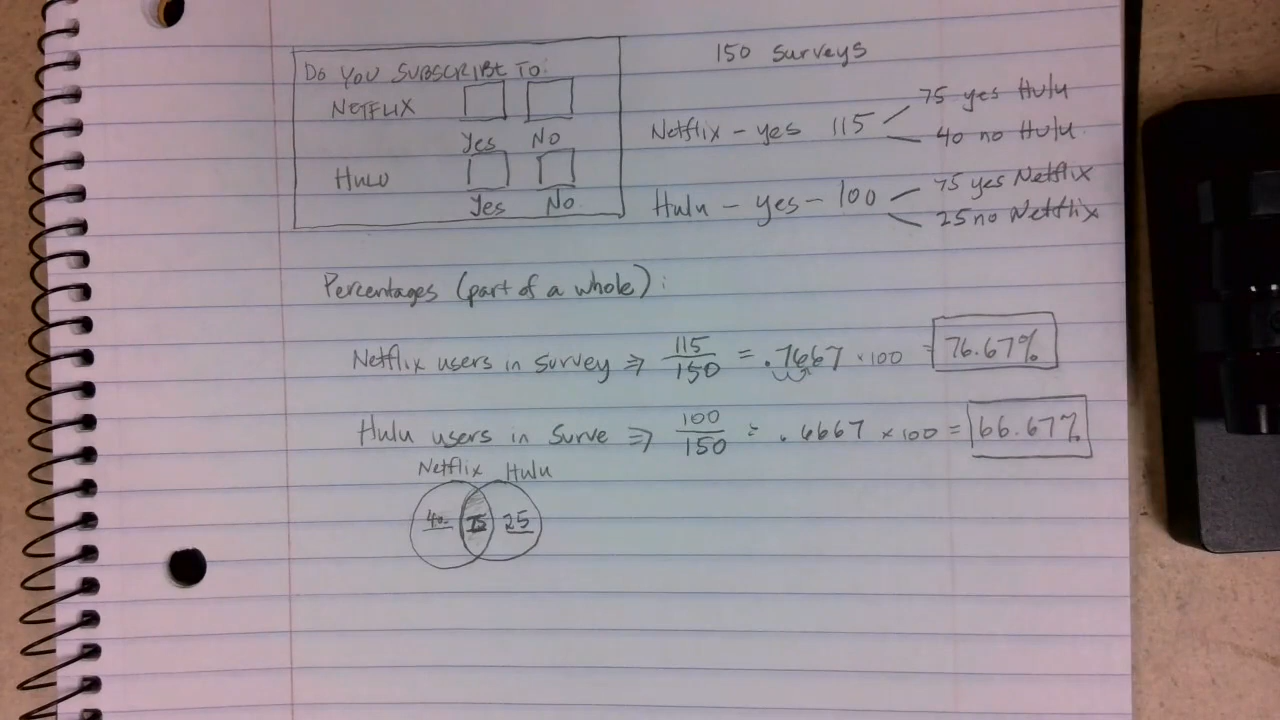 DO YOU SUBSCRIBE TO:
NETFLIX
Yes No
HULU
Yes No
150 surveys
Netflix - yes 115
75 yes Hulu
40 no Hulu
Hulu - yes - 100
75 yes Netflix
25 no Netflix
Percentages (part of a whole):
Netflix users in survey ⇒ 115/150 = .7667 × 100 = 76.67%
Hulu users in surve ⇒ 100/150 = .6667 × 100 = 66.67%
Netflix Hulu
40 75 25